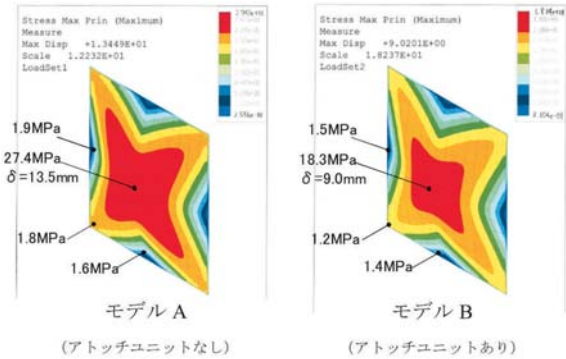 Stress Max Prin (Maximum)
Measure
Max Disp +1.3449E+01
Scale 1.2232E+01
LoadSet1
1.9MPa
27.4MPa
δ=13.5mm
1.8MPa
1.6MPa
モデル A
(アトッチユニットなし)
Stress Max Prin (Maximum)
Measure
Max Disp +9.0201E+00
Scale 1.8237E+01
LoadSet2
1.5MPa
18.3MPa
δ=9.0mm
1.2MPa
1.4MPa
モデル B
(アトッチユニットあり)